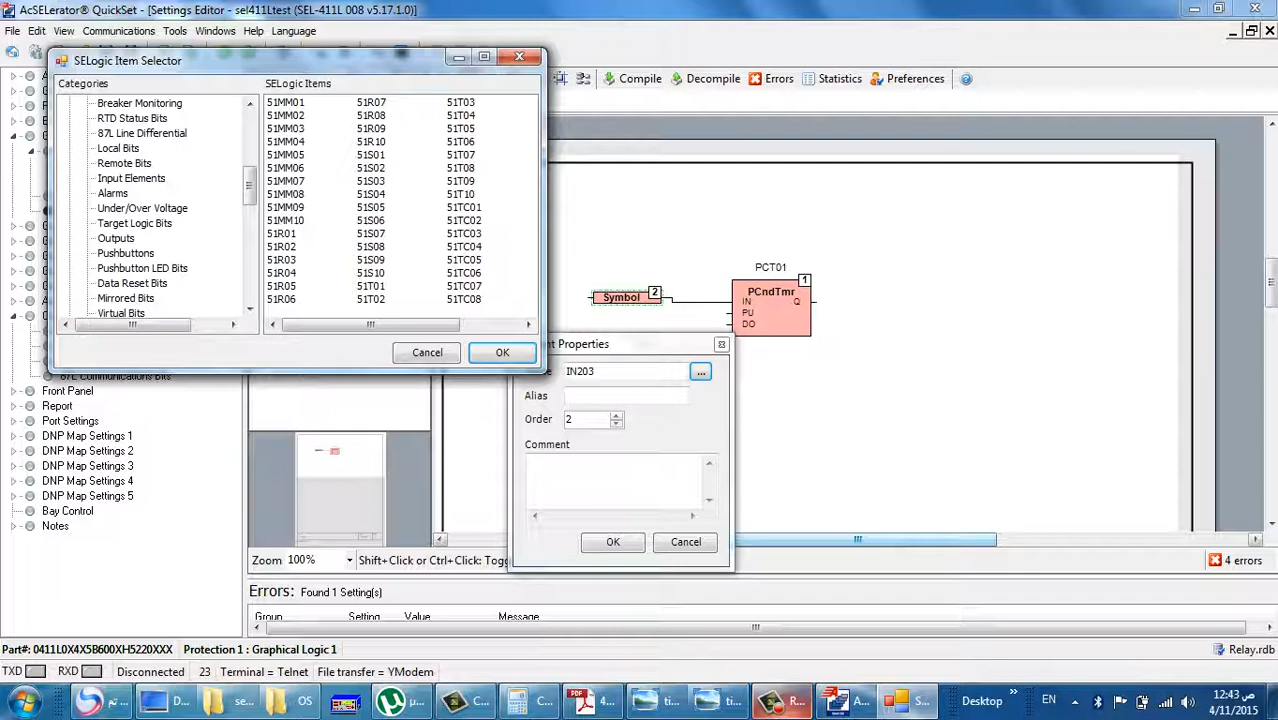 AcSELerator® QuickSet - [Settings Editor - sel411Ltest (SEL-411L 008 v5.17.1.0)]
File Edit View Communications Tools Windows Help Language
SELogic Item Selector
Categories
SELogic Items
Breaker Monitoring
RTD Status Bits
87L Line Differential
Local Bits
Remote Bits
Input Elements
Alarms
Under/Over Voltage
Target Logic Bits
Outputs
Pushbuttons
Pushbutton LED Bits
Data Reset Bits
Mirrored Bits
Virtual Bits
51MM01 51R07 51T03
51MM02 51R08 51T04
51MM03 51R09 51T05
51MM04 51R10 51T06
51MM05 51S01 51T07
51MM06 51S02 51T08
51MM07 51S03 51T09
51MM08 51S04 51T10
51MM09 51S05 51TC01
51MM10 51S06 51TC02
51R01 51S07 51TC03
51R02 51S08 51TC04
51R03 51S09 51TC05
51R04 51S10 51TC06
51R05 51T01 51TC07
51R06 51T02 51TC08
Cancel OK
Compile Decompile Errors Statistics Preferences
PCT01
1
PCndTmr
IN Q
PU
DO
Symbol 2
Properties
IN203 ...
Alias
Order 2
Comment
OK Cancel
Front Panel
Report
Port Settings
DNP Map Settings 1
DNP Map Settings 2
DNP Map Settings 3
DNP Map Settings 4
DNP Map Settings 5
Bay Control
Notes
Zoom 100% Shift+Click or Ctrl+Click:
4 errors
Errors: Found 1 Setting(s)
Group Setting Value Message
Part#: 0411L0X4X5B600XH5220XXX Protection 1 : Graphical Logic 1
Relay.rdb
TXD RXD Disconnected 23 Terminal = Telnet File transfer = YModem
تم... D... se... OS µ... C... C... 4... ti... ti... R... A... S... Desktop » EN
12:43 ص
4/11/2015